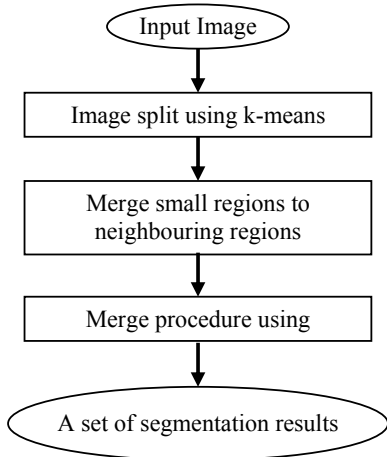 Input Image
Image split using k-means
Merge small regions to
neighbouring regions
Merge procedure using
A set of segmentation results